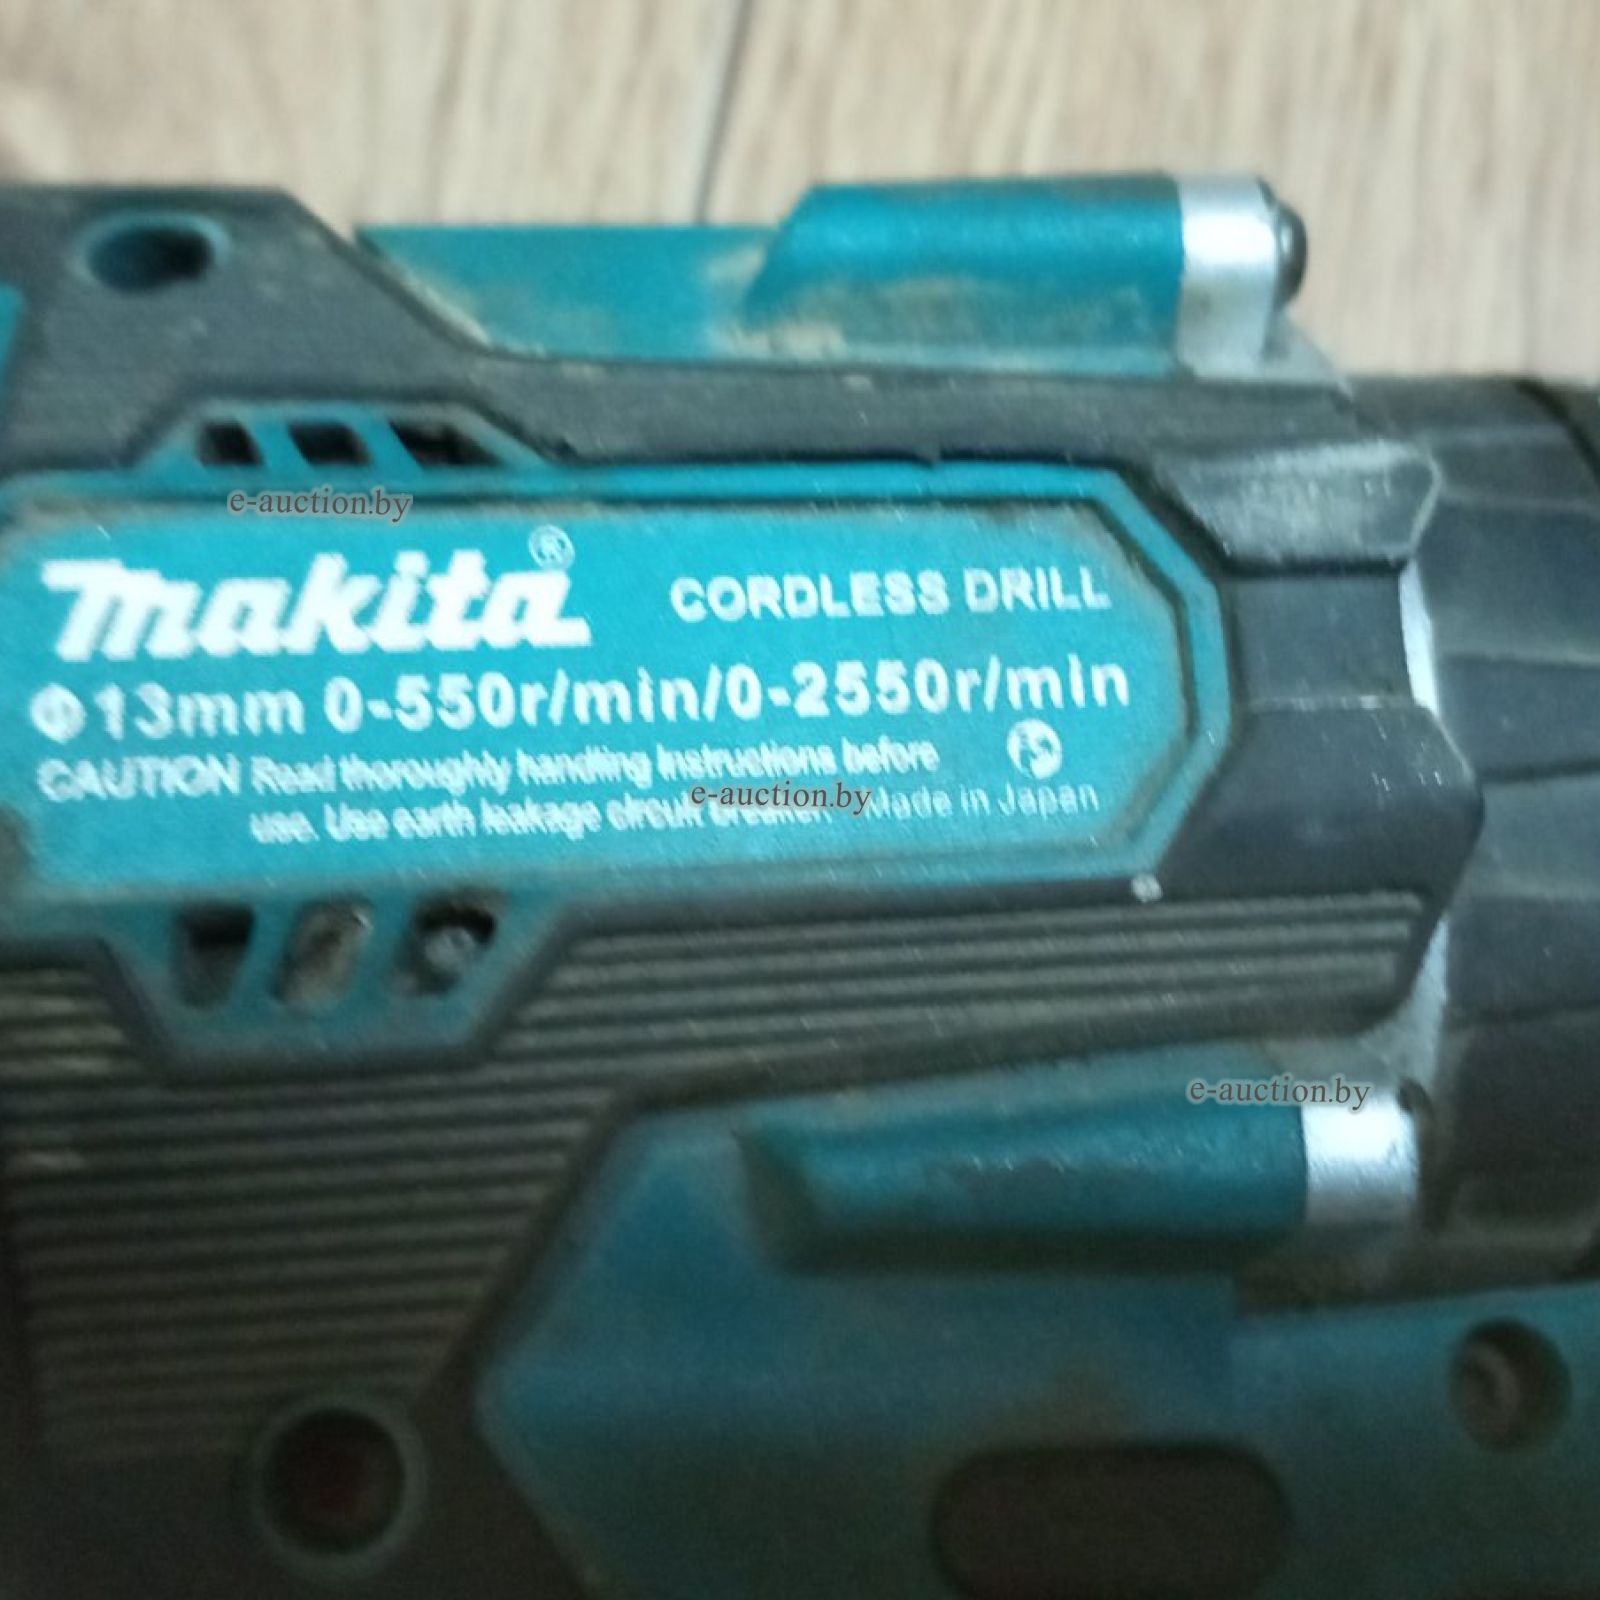 e-auction.by
makita®
CORDLESS DRILL
Φ13mm 0-550r/min/0-2550r/min
CAUTION Read thoroughly handling instructions before
use. Use earth leakage circuit breaker. Made in Japan
e-auction.by
e-auction.by